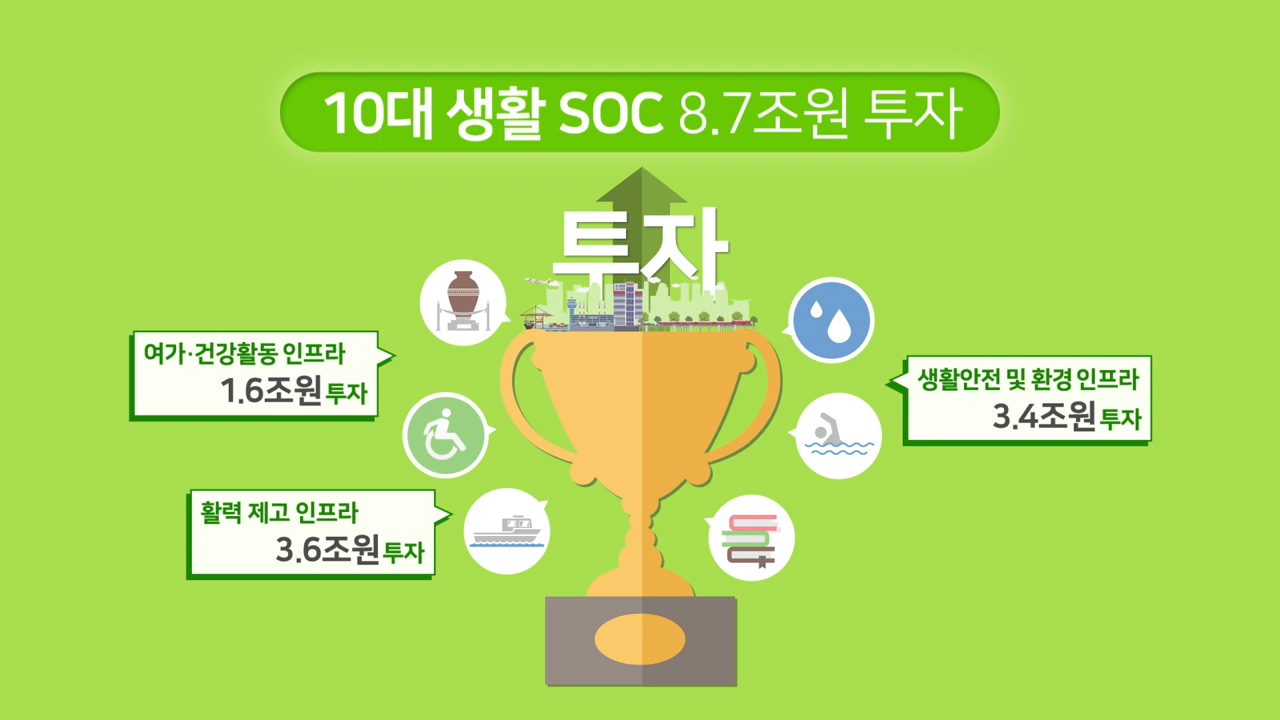 10대 생활 SOC 8.7조원 투자
투자
여가·건강활동 인프라
1.6조원 투자
생활안전 및 환경 인프라
3.4조원 투자
활력 제고 인프라
3.6조원 투자